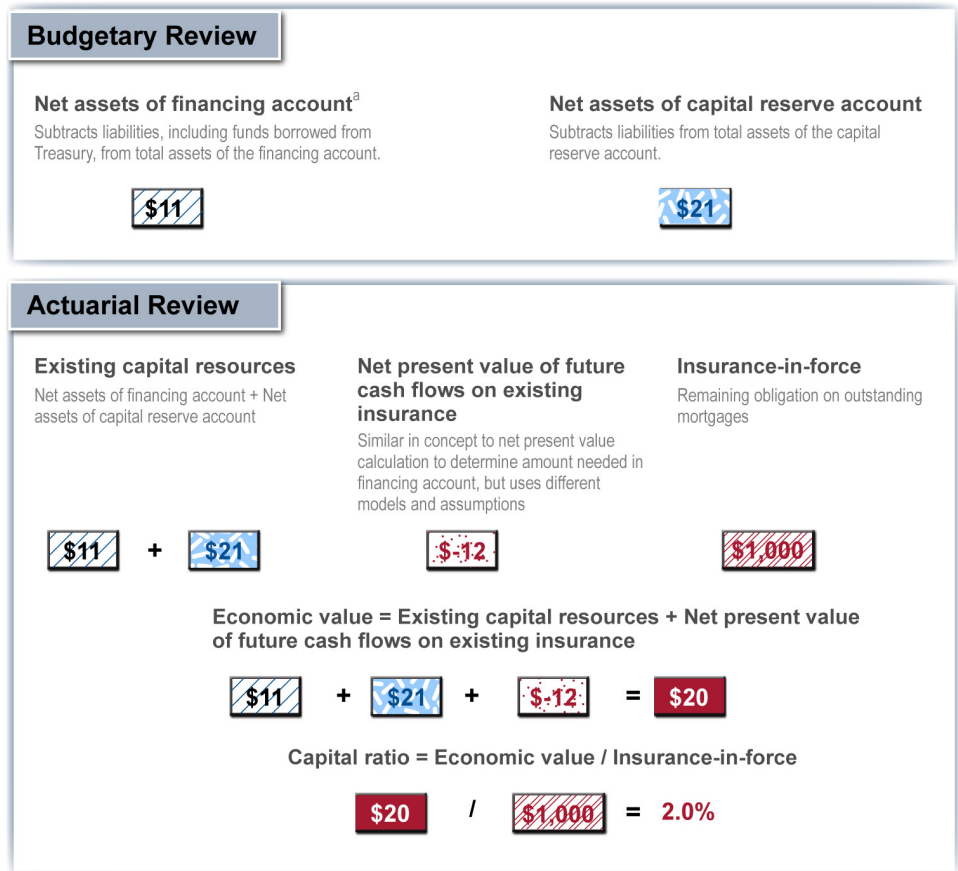 Budgetary Review
Net assets of financing accountᵃ
Subtracts liabilities, including funds borrowed from
Treasury, from total assets of the financing account.
$11
Net assets of capital reserve account
Subtracts liabilities from total assets of the capital
reserve account.
$21
Actuarial Review
Existing capital resources
Net assets of financing account + Net
assets of capital reserve account
$11 + $21
Net present value of future
cash flows on existing
insurance
Similar in concept to net present value
calculation to determine amount needed in
financing account, but uses different
models and assumptions
$-12
Insurance-in-force
Remaining obligation on outstanding
mortgages
$1,000
Economic value = Existing capital resources + Net present value
of future cash flows on existing insurance
$11 + $21 + $-12 = $20
Capital ratio = Economic value / Insurance-in-force
$20 / $1,000 = 2.0%